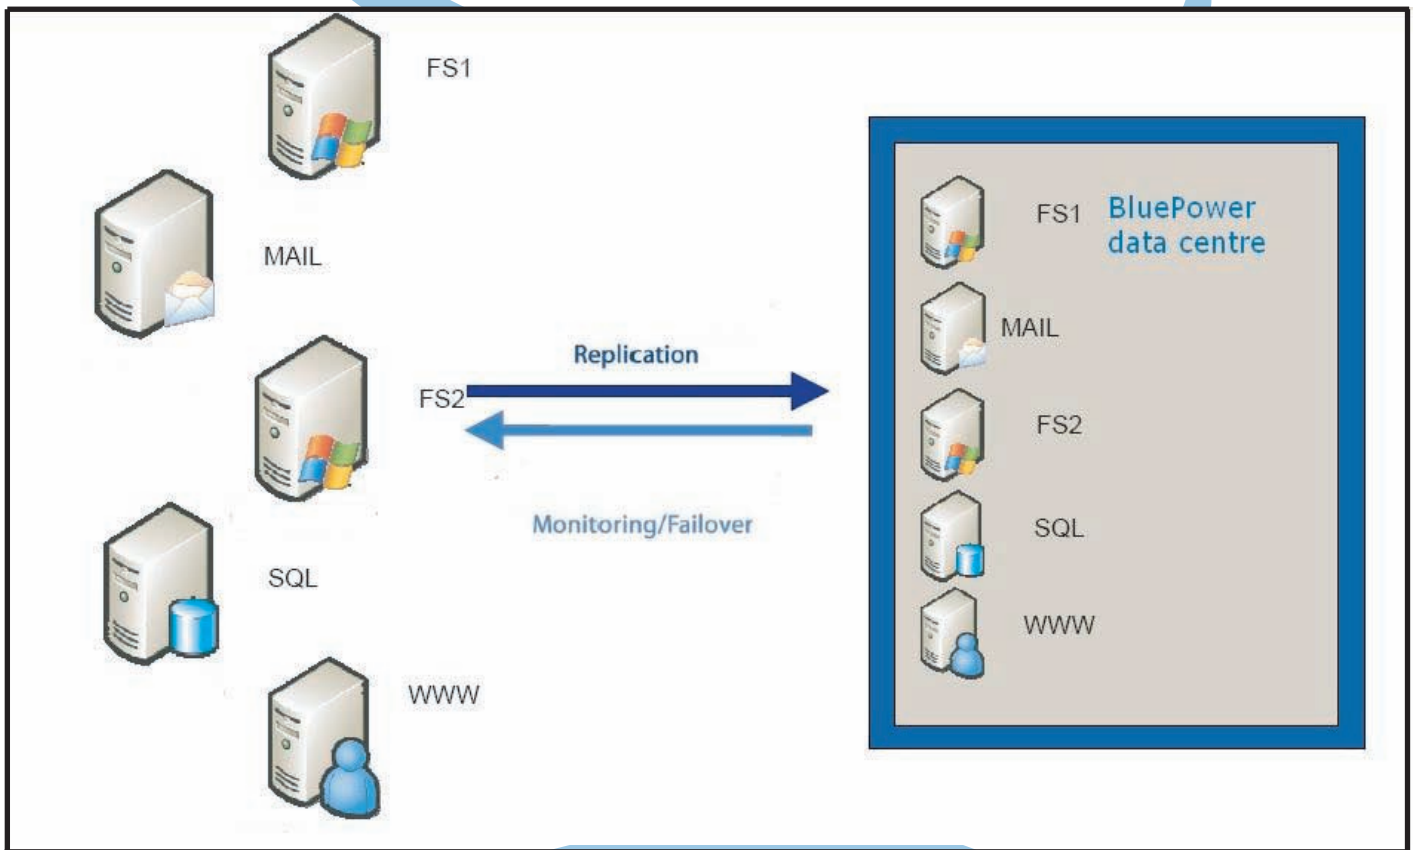 FS1
MAIL
FS2
SQL
WWW
Replication
Monitoring/Failover
BluePower
data centre
FS1
MAIL
FS2
SQL
WWW